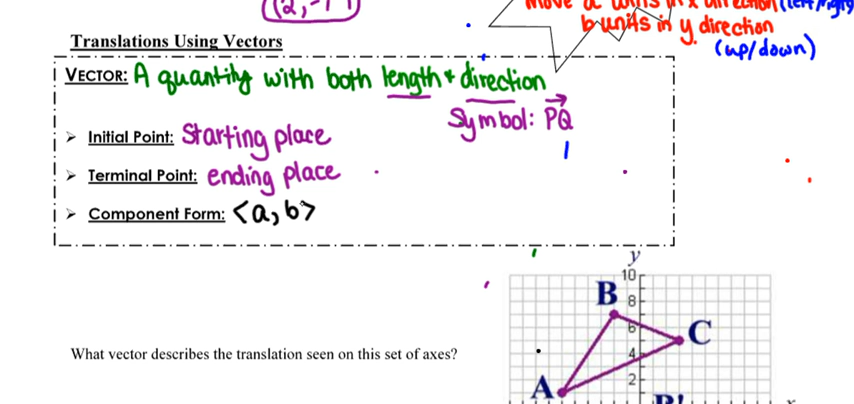 (2,-
move a units in x direction (left/right)
b units in y direction
(up/down)
Translations Using Vectors
VECTOR: A quantity with both length + direction
Symbol: PQ
➢ Initial Point: Starting place
➢ Terminal Point: ending place
➢ Component Form: <a, b>
y
10
B 8
6 C
What vector describes the translation seen on this set of axes?
4
2
A
B'
x